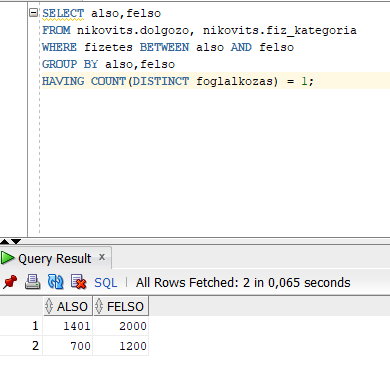 SELECT also,felso
FROM nikovits.dolgozo, nikovits.fiz_kategoria
WHERE fizetes BETWEEN also AND felso
GROUP BY also,felso
HAVING COUNT(DISTINCT foglalkozas) = 1;
Query Result x
SQL | All Rows Fetched: 2 in 0,065 seconds
ALSO FELSO
1 1401 2000
2 700 1200